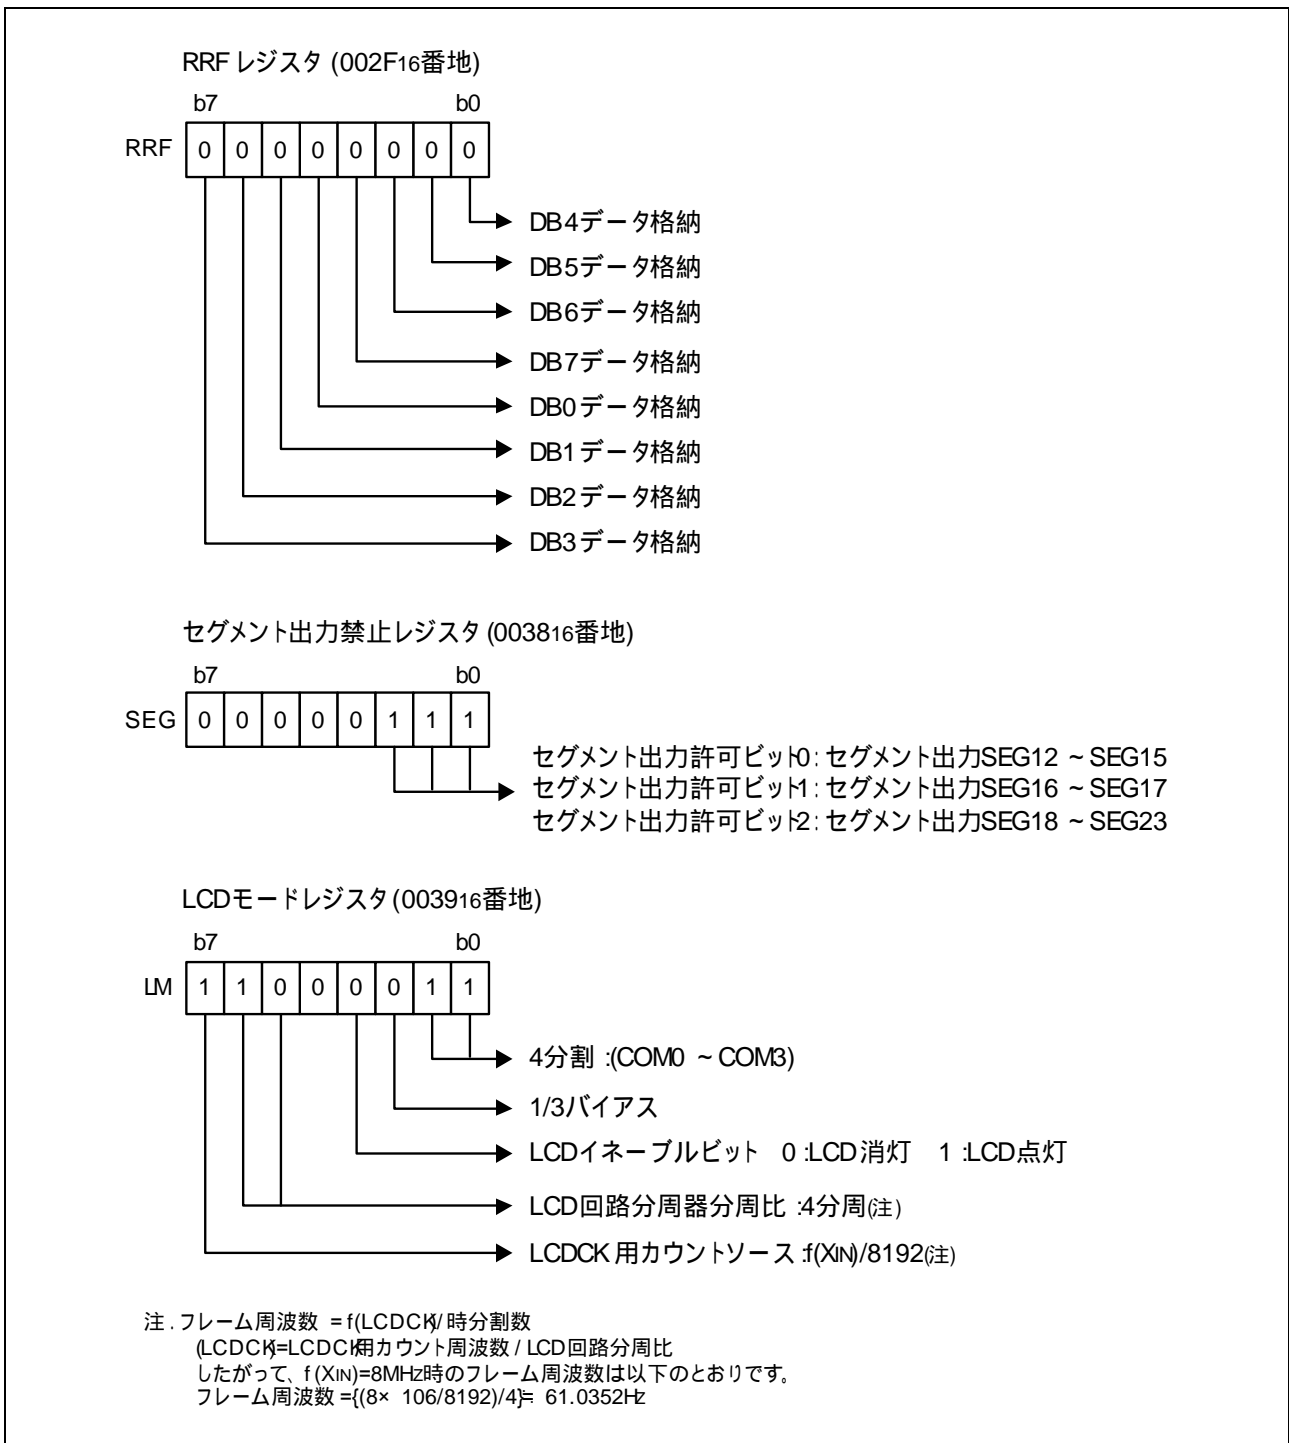 RRFレジスタ (002F16番地)
b7 b0
RRF 0 0 0 0 0 0 0 0
DB4データ格納
DB5データ格納
DB6データ格納
DB7データ格納
DB0データ格納
DB1データ格納
DB2データ格納
DB3データ格納
セグメント出力禁止レジスタ (003816番地)
b7 b0
SEG 0 0 0 0 0 1 1 1
セグメント出力許可ビット0:セグメント出力SEG12 ~ SEG15
セグメント出力許可ビット1:セグメント出力SEG16 ~ SEG17
セグメント出力許可ビット2:セグメント出力SEG18 ~ SEG23
LCDモードレジスタ (003916番地)
b7 b0
LM 1 1 0 0 0 0 1 1
4分割 :(COM0 ~ COM3)
1/3バイアス
LCDイネーブルビット 0 :LCD消灯 1 :LCD点灯
LCD回路分周器分周比 :4分周(注)
LCDCK用カウントソース :f(XIN)/8192(注)
注 . フレーム周波数 = f(LCDCK)/ 時分割数
(LCDCK)=LCDCK用カウント周波数 / LCD回路分周比
したがって、f (XIN)=8MHz時のフレーム周波数は以下のとおりです。
フレーム周波数 ={(8× 106/8192)/4}≒ 61.0352Hz